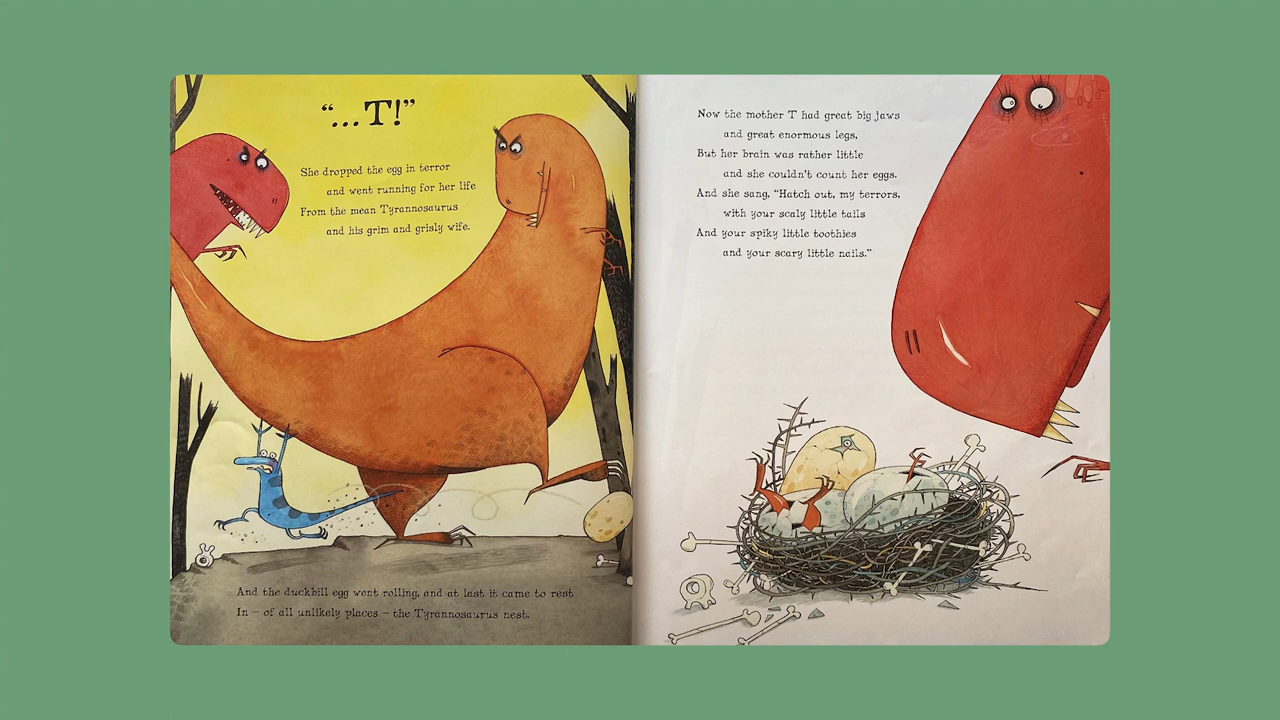 “...T!”
She dropped the egg in terror
and went running for her life
From the mean Tyrannosaurus
and his grim and grisly wife.
And the duckbill egg went rolling, and at last it came to rest
In – of all unlikely places – the Tyrannosaurus nest.
Now the mother T had great big jaws
and great enormous legs,
But her brain was rather little
and she couldn't count her eggs.
And she sang, “Hatch out, my terrors,
with your scaly little tails
And your spiky little toothies
and your scary little nails.”